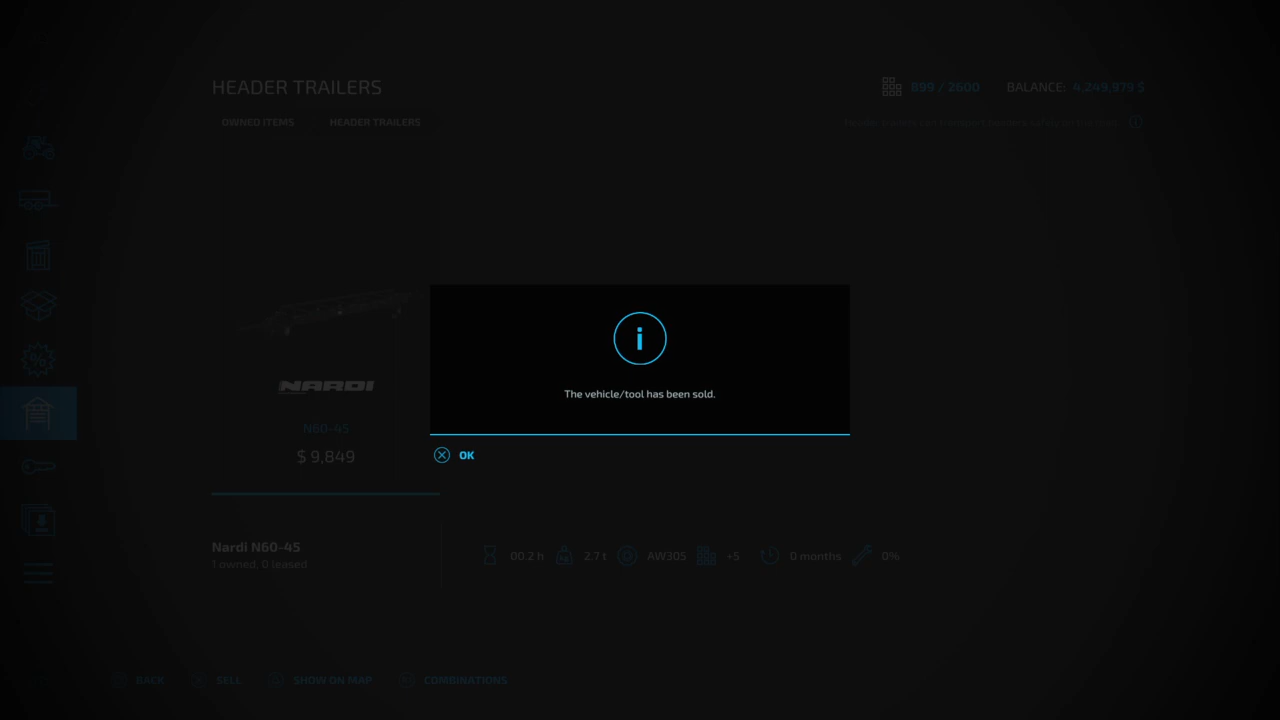 HEADER TRAILERS
899 / 2600 BALANCE: 4,249,979 $
OWNED ITEMS HEADER TRAILERS
The vehicle/tool has been sold.
OK
NARDI
N60-45
$ 9,849
Nardi N60-45
1 owned, 0 leased
00.2 h 2.7 t AW305 +5 0 months 0%
BACK SELL SHOW ON MAP COMBINATIONS